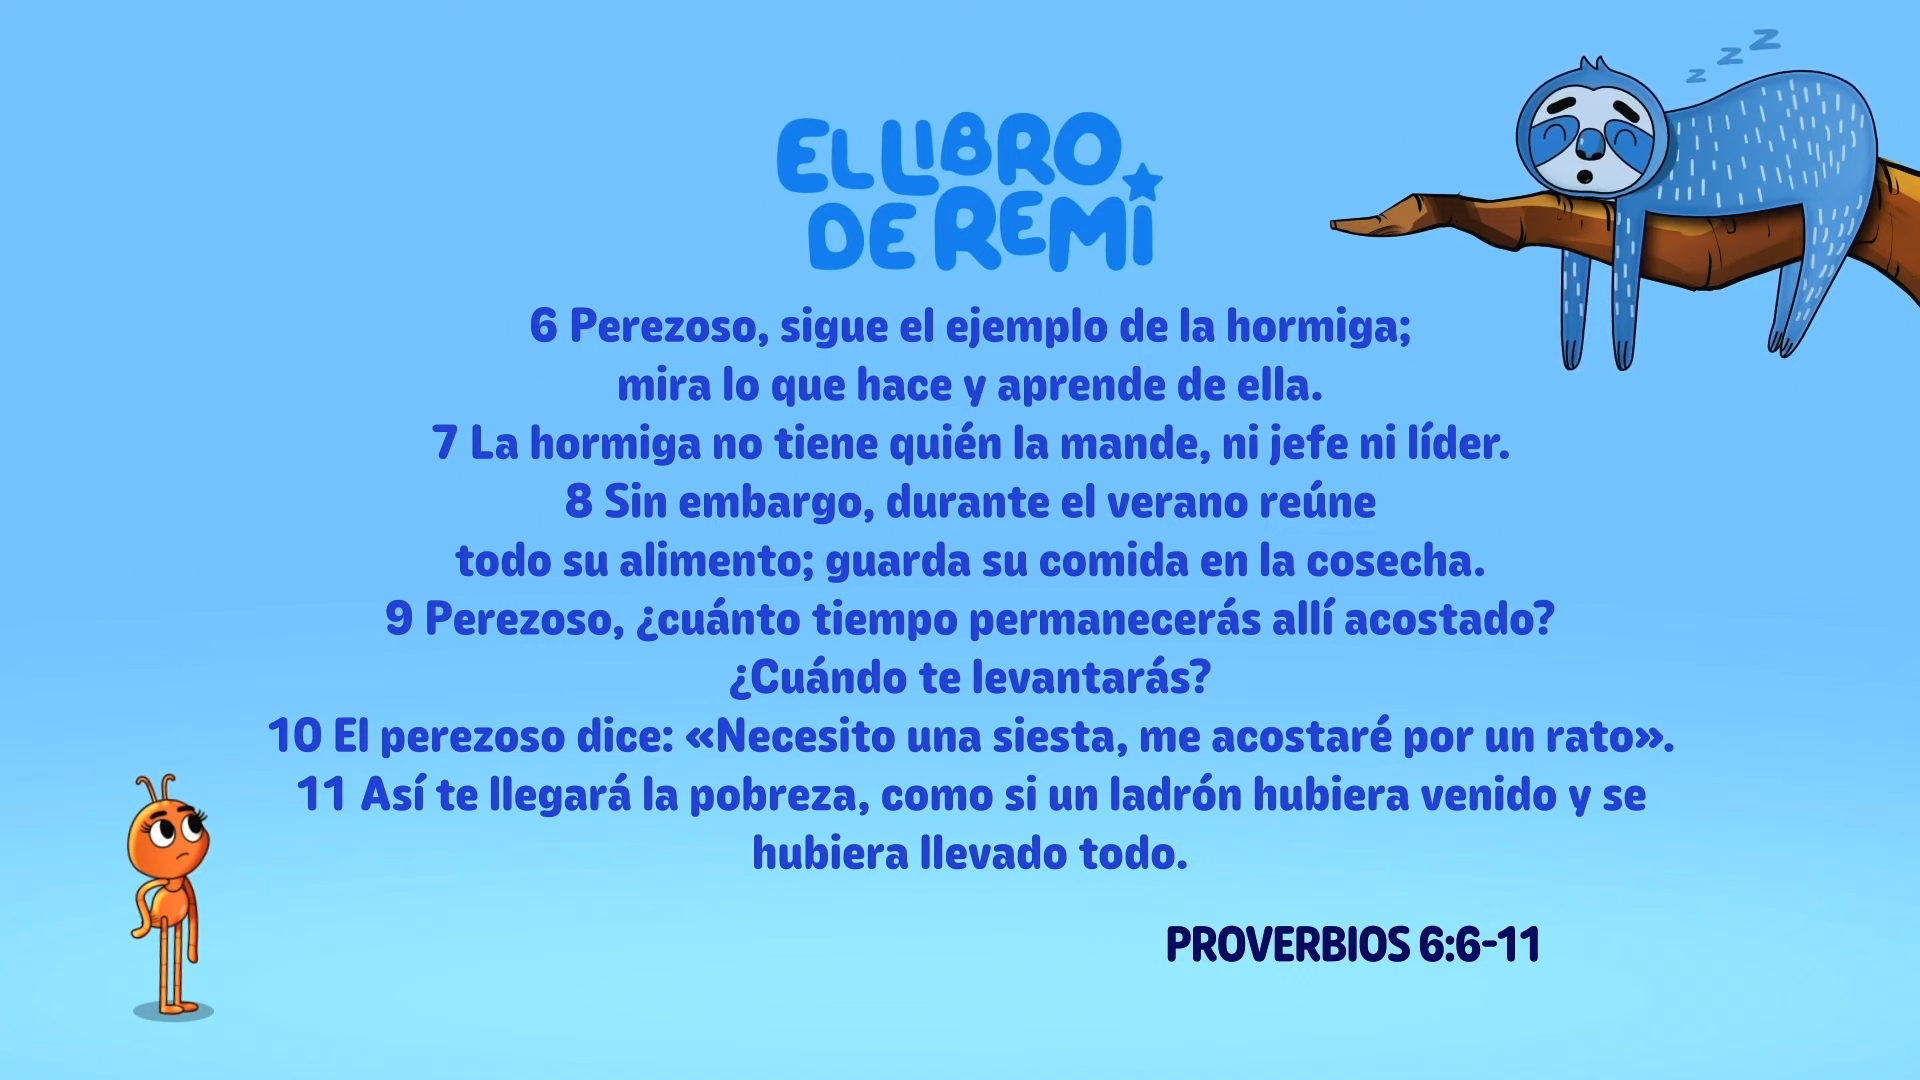 z z z
EL LIBRO
DE REMI
6 Perezoso, sigue el ejemplo de la hormiga;
mira lo que hace y aprende de ella.
7 La hormiga no tiene quién la mande, ni jefe ni líder.
8 Sin embargo, durante el verano reúne
todo su alimento; guarda su comida en la cosecha.
9 Perezoso, ¿cuánto tiempo permanecerás allí acostado?
¿Cuándo te levantarás?
10 El perezoso dice: «Necesito una siesta, me acostaré por un rato».
11 Así te llegará la pobreza, como si un ladrón hubiera venido y se
hubiera llevado todo.
PROVERBIOS 6:6-11